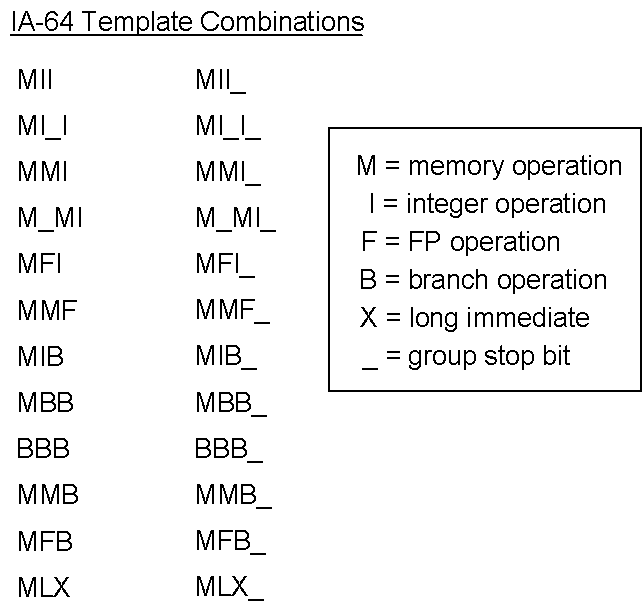 IA-64 Template Combinations
MII MII_
MI_I MI_I_
MMI MMI_
M_MI M_MI_
MFI MFI_
MMF MMF_
MIB MIB_
MBB MBB_
BBB BBB_
MMB MMB_
MFB MFB_
MLX MLX_
M = memory operation
I = integer operation
F = FP operation
B = branch operation
X = long immediate
_ = group stop bit